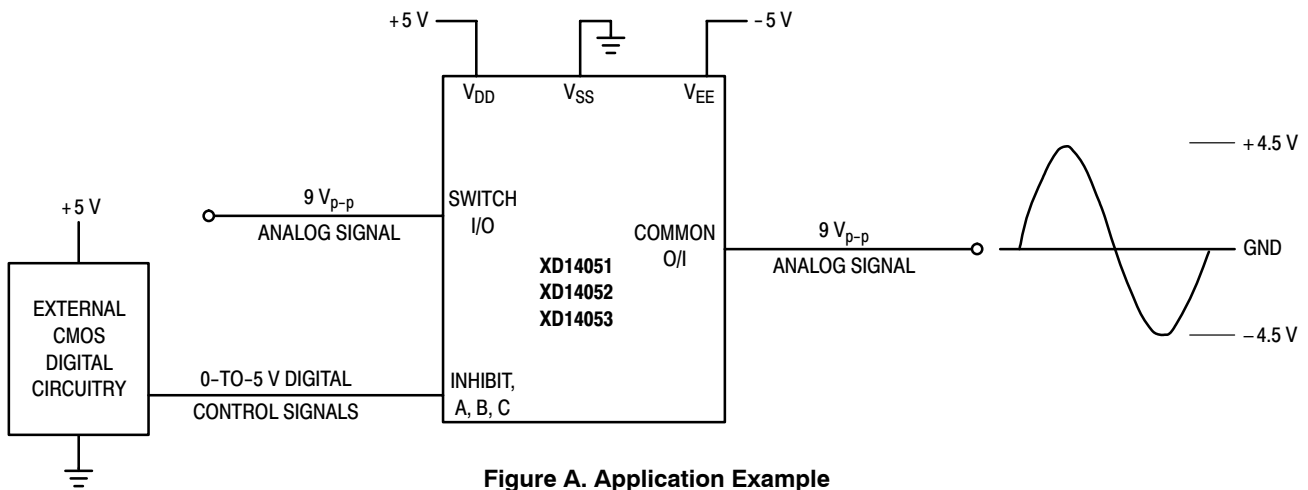 +5 V
−5 V
VDD
VSS
VEE
+4.5 V
9 Vp−p
SWITCH
I/O
+5 V
ANALOG SIGNAL
COMMON
O/I
9 Vp−p
GND
ANALOG SIGNAL
XD14051
XD14052
XD14053
EXTERNAL
CMOS
DIGITAL
CIRCUITRY
−4.5 V
0−TO−5 V DIGITAL
CONTROL SIGNALS
INHIBIT,
A, B, C
Figure A. Application Example